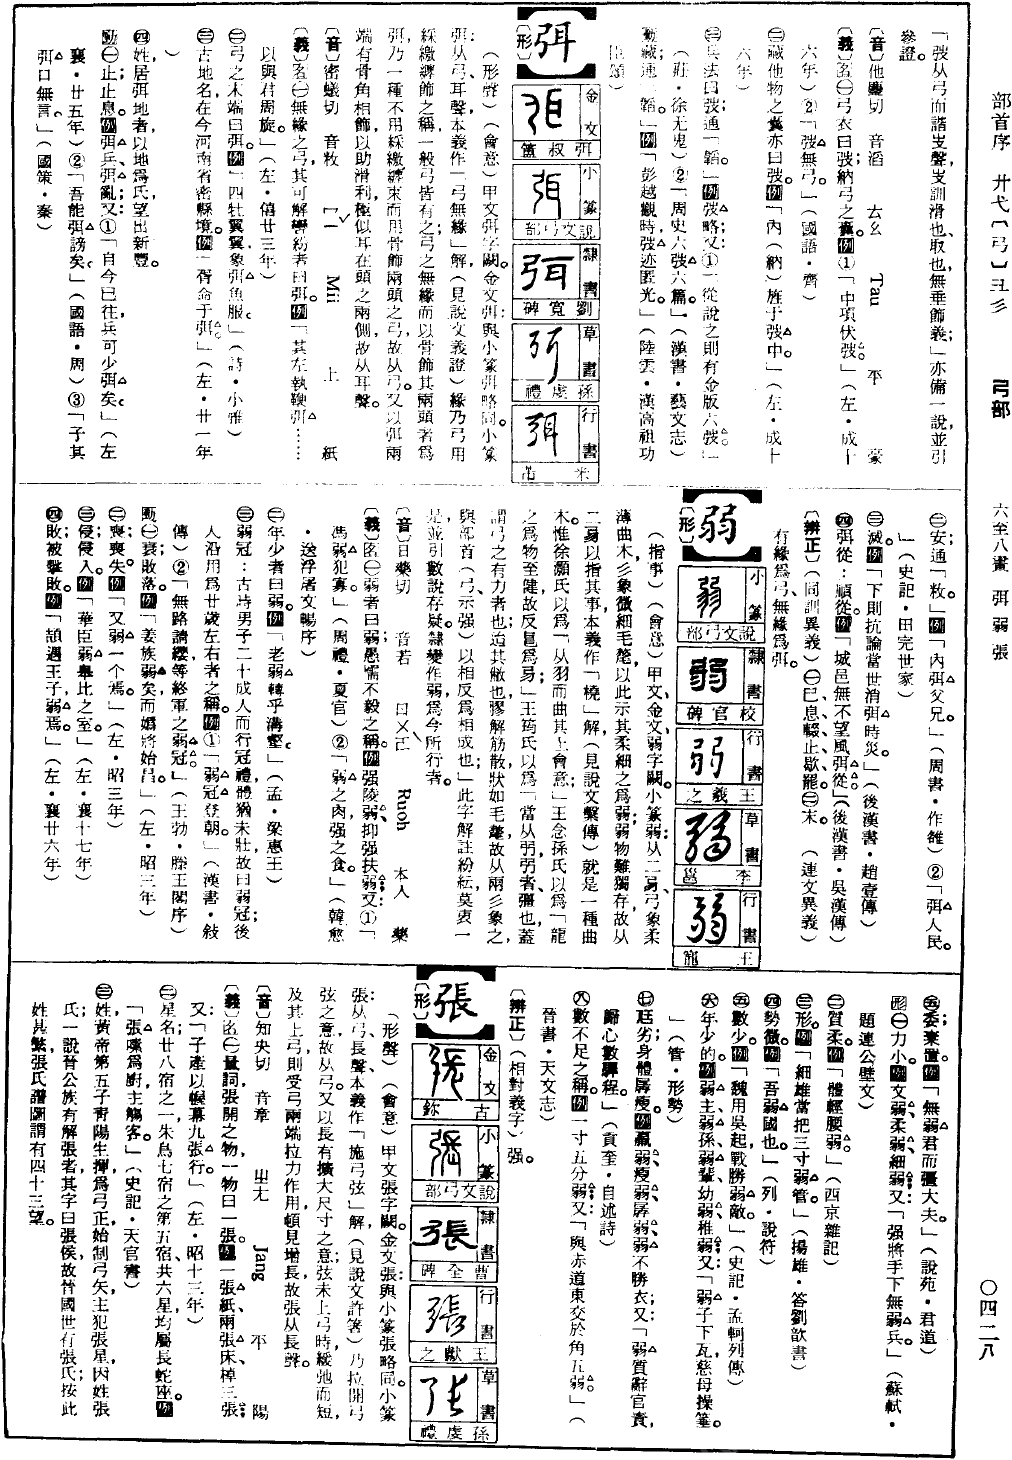 部首序 廾弋〔弓〕彐彡 弓部 六至八畫 弭弱張 〇四二八
「弢从弓而諧𡳾聲𡳾訓滑也、取也無垂飾義；」亦備一說，並引
參證。
〔音〕他鏖切 音滔 ㄊㄠ Tau 平 豪
〔義〕名㊀弓衣曰弢納弓之囊。例①「中項伏弢。」（左・成十
六年）②「弢無弓。」（國語・齊）
㊁藏他物之囊亦曰弢。例「內（納）旌于弢中。」（左・成十
六年）
㊂兵法曰弢通「韜。」例弢略；又：①「從說之則有金版六弢」
（莊・徐无鬼）②「周史六弢六篇。」（漢書・藝文志）
動藏通「韜。」例「彭越觀時，弢迹匿光。」（陸雲・漢高祖功
臣頌）
弭
〔形〕
金文 弭叔簠
小篆 說文弓部
隸書 劉寬碑
草書 孫虔禮
行書 米芾
（形聲）（會意）甲文弭字闕。金文弭：與小篆弭略同。小篆
弭：从弓、耳聲，本義作「弓無緣」解（見說文義證）緣乃弓用
綵繳纏飾之稱，一般弓皆有之；弓之無緣而以骨飾其兩頭者為
弭，乃一種不用綵繳纏束而用骨飾兩頭之弓，故从弓。又以弭兩
端有骨角相飾以助滑利，極似耳在頭之兩側，故从耳聲。
〔音〕密蟻切 音敉 ㄇㄧˇ Mii 上 紙
〔義〕名㊀無緣之弓，其可解轡紛者曰弭。例「其左執鞭弭……
以與君周旋。」（左・僖廿三年）
㊁弓之末端曰弭。例「四牡翼翼，象弭魚服。」（詩・小雅）
㊂古地名，在今河南省密縣境。例「胥命于弭。」（左・廿一年
）
㊃姓，居弭地者，以地為氏，望出新豐。
動㊀止；止息。例弭兵、弭亂；又：①「自今已往，兵可少弭矣。」（左
・襄・廿五年）②「吾能弭謗矣。」（國語・周）③「子其
弭口無言。」（國策・秦）
㊁安通「敉。」例「內弭父兄。」（周書・作雒）②「弭人民。
」（史記・田完世家）
㊂滅。例「下則抗論當世，消弭時災。」（後漢書・趙壹傳）
㊃弭從：順從。例「城邑無不望風弭從。」（後漢書・吳漢傳）
〔辨正〕（同訓異義）㊀已、息、輟、止、歇、罷。㊁末。（連文異義）
有緣為弓，無緣為弭。
弱
〔形〕
小篆 說文弓部
隸書 校官碑
行書 王羲之
草書 李邕
行書 王寵
（指事）（會意）甲文、金文弱字闕。小篆弱：从二弓，弓象柔
薄曲木，彡象微細毛氂，以此示其柔細之為弱；弱物難獨存，故从
二弓以指其事，本義作「橈」解（見說文繫傳）就是一種曲
木。惟徐灝氏以為「从羽而曲其上，會意」；王念孫氏以為「龍
之為物至健，故反皀為弓；」王筠氏以為「當从弜，弜者彊也，蓋
謂弓之有力者也；迨其敝也，膠解筋散，狀如毛氂，故从兩彡象之
與部首（弓、示强）以相反為相成也；」此字解註紛紜，莫衷一
是，並引數說存疑。隸變作弱為今所行者。
〔音〕日藥切 音若 ㄖㄨㄛˋ Ruoh 本入 藥
〔義〕名㊀弱者曰弱，愚懦不毅之稱。例强陵弱、抑强扶弱；又：①「
馮弱犯寡。」（周禮・夏官）②「弱之肉，强之食。」（韓愈
・送浮屠文暢序）
㊁年少者曰弱。例「老弱轉乎溝壑。」（孟・梁惠王）
㊂弱冠：古時男子二十成人而行冠禮，體猶未壯，故曰弱冠；後
人沿用為廿歲左右者之稱。例①「弱冠登朝。」（漢書・敍
傳）②「無路請纓，等終軍之弱冠。」（王勃・滕王閣序）
動㊀衰；敗落。例「姜族弱矣，而媯將始昌。」（左・昭三年）
㊁喪；喪失。例「又弱一个焉。」（左・昭三年）
㊂侵；侵入。例「華臣弱皋比之室。」（左・襄十七年）
㊃敗；被擊敗。例「頡遇王子弱焉。」（左・襄廿六年）
㊄委；棄置。例「無弱君而彊大夫。」（說苑・君道）
形㊀力小。例文弱、柔弱、細弱；又：「强將手下無弱兵。」（蘇軾・
題連公壁文）
㊁質柔。例「體輕腰弱。」（西京雜記）
㊂形。例「細雄當把三寸弱管。」（揚雄・答劉歆書）
㊃勢微。例「吾弱國也。」（列・說符）
㊄數少。例「魏用吳起，戰勝弱敵。」（史記・孟軻列傳）
㊅年少的。例弱主、弱孫、弱輩、幼弱、稚弱；又：「弱子下瓦，慈母操箠。
」（管・形勢）
㊆尪劣，身體孱瘦。例羸弱、瘦弱、孱弱、弱不勝衣；又：「弱質辭官責，
歸心數驛程。」（貢奎・自述詩）
㊇數不足之稱。例一寸五分弱；又：「與赤道東交於角五弱。」（
晉書・天文志）
〔辨正〕（相對義字）强。
張
〔形〕
金文 古鉨
小篆 說文弓部
隸書 曹全碑
行書 王獻之
草書 孫虔禮
（形聲）（會意）甲文張字闕。金文張：與小篆張略同。小篆
張：从弓、長聲，本義作「施弓弦」解（見說文許箸）乃拉開弓
弦之意，故从弓。又以長有擴大尺寸之意；弦未上弓時緩弛而短，
及其上弓則受弓兩端拉力作用，頓見增長，故張从長聲。
〔音〕知央切 音章 ㄓㄤ Jang 平 陽
〔義〕名㊀量詞，張開之物一物曰一張。例一張紙、兩張床、棹三張；
又：「子產以帷幕九張行。」（左・昭十三年）
㊁星名；廿八宿之一，朱鳥七宿之第五宿，共六星，均屬長蛇座。例
「張，嗉為廚，主觴客。」（史記・天官書）
㊂姓，黃帝第五子青陽生揮，為弓正，始制弓矢，主犯張星，因姓張
氏；一說晉公族有解張者，其字曰張侯，故晉國世有張氏；按此
姓甚繁，張氏譜圖謂有四十三望。